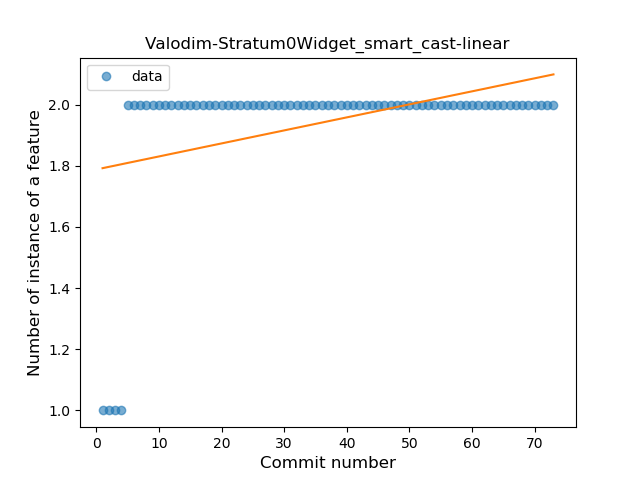 Valodim-Stratum0Widget_smart_cast-linear
data
Number of instance of a feature
2.0
1.8
1.6
1.4
1.2
1.0
0 10 20 30 40 50 60 70
Commit number